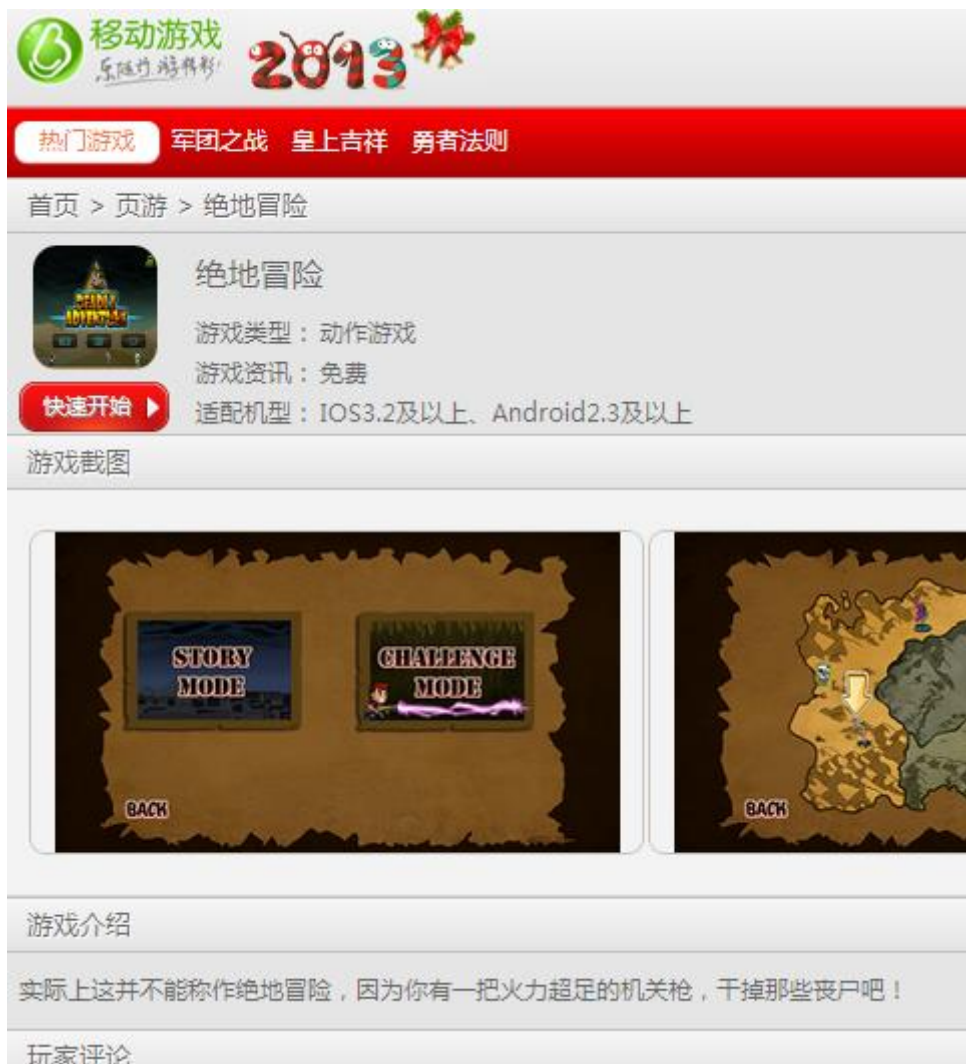 移动游戏
乐随行 游精彩!
2013
热门游戏 军团之战 皇上吉祥 勇者法则
首页 > 页游 > 绝地冒险
DEADLY
ADVENTURE
绝地冒险
游戏类型：动作游戏
游戏资讯：免费
快速开始
适配机型：IOS3.2及以上、Android2.3及以上
游戏截图
STORY
MODE
CHALLENGE
MODE
BACK
BACK
游戏介绍
实际上这并不能称作绝地冒险，因为你有一把火力超足的机关枪，干掉那些丧尸吧！
玩家评论